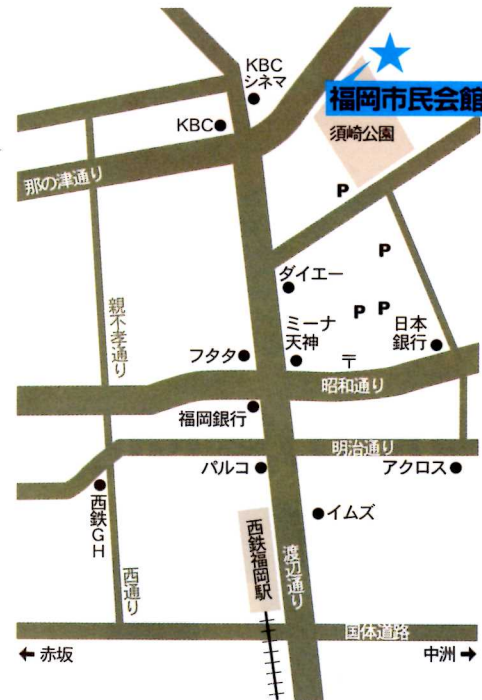 KBC
シネマ
福岡市民会館
KBC
須崎公園
那の津通り
P
P
ダイエー
親不孝通り
P
P
ミーナ
天神
日本
銀行
フタタ
〒
昭和通り
福岡銀行
明治通り
パルコ
アクロス
西鉄GH
イムズ
西鉄福岡駅
渡辺通り
西通り
国体道路
← 赤坂
中洲 →